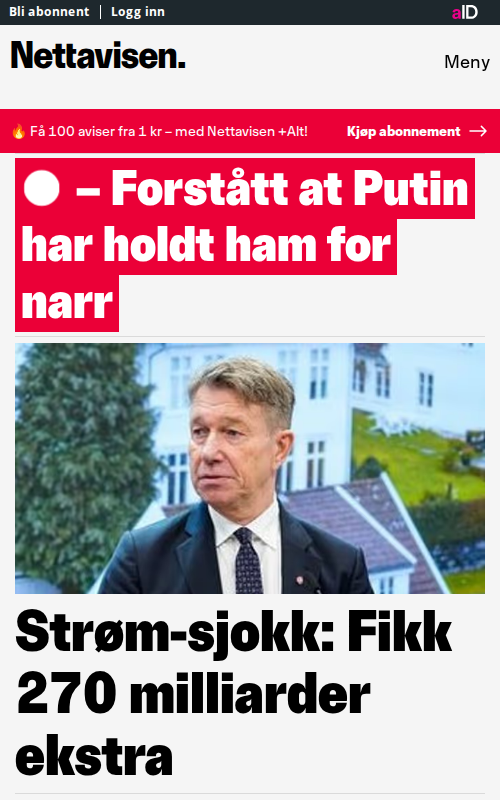 Bli abonnent | Logg inn
aID
Nettavisen.
Meny
🔥 Få 100 aviser fra 1 kr – med Nettavisen +Alt!
Kjøp abonnement →
– Forstått at Putin
har holdt ham for
narr
Strøm-sjokk: Fikk
270 milliarder
ekstra